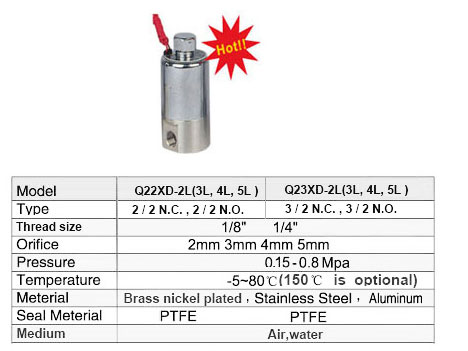 Hot!!
Model Q22XD-2L(3L, 4L, 5L ) Q23XD-2L(3L, 4L, 5L )
Type 2 / 2 N.C. , 2 / 2 N.O. 3 / 2 N.C. , 3 / 2 N.O.
Thread size 1/8" 1/4"
Orifice 2mm 3mm 4mm 5mm
Pressure 0.15 - 0.8 Mpa
Temperature -5~80℃(150℃ is optional)
Meterial Brass nickel plated , Stainless Steel , Aluminum
Seal Material PTFE PTFE
Medium Air,water